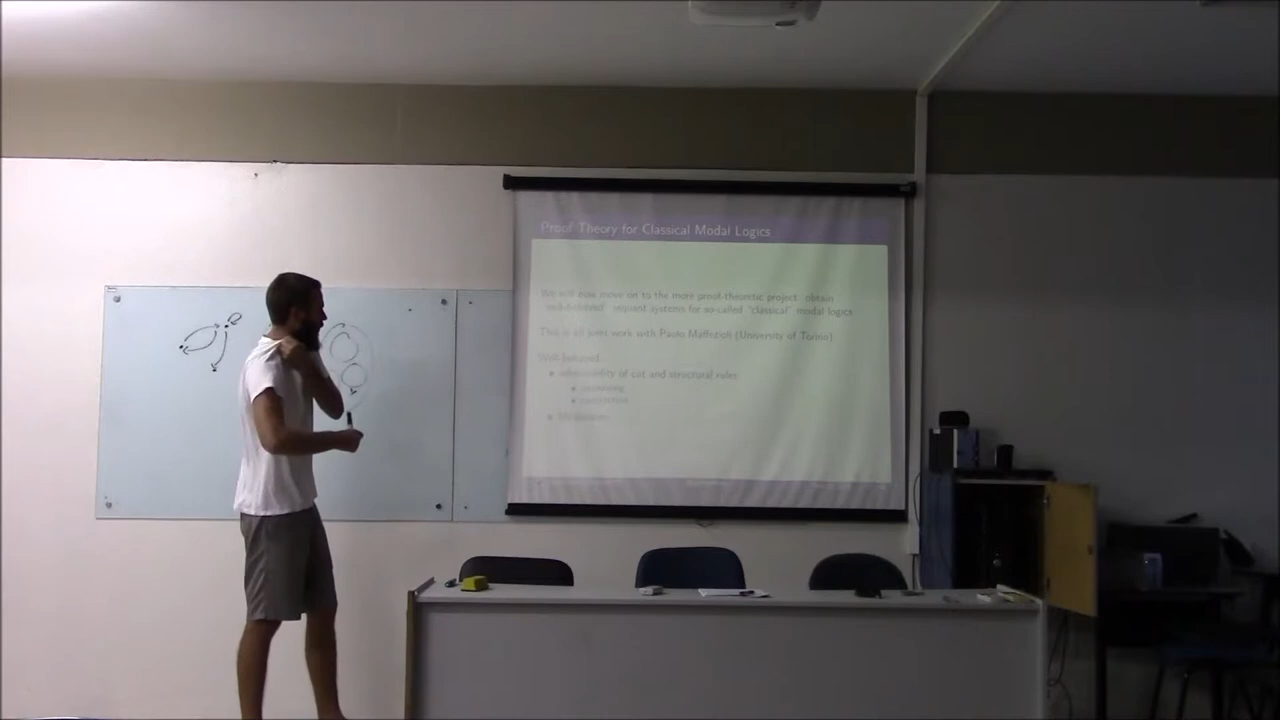 Proof Theory for Classical Modal Logics
We will now move on to the more proof-theoretic project: obtain
"well-behaved" sequent systems for so-called "classical" modal logics
This is all joint work with Paolo Maffezioli (University of Torino)
Well-behaved:
admissibility of cut and structural rules
weakening
contraction